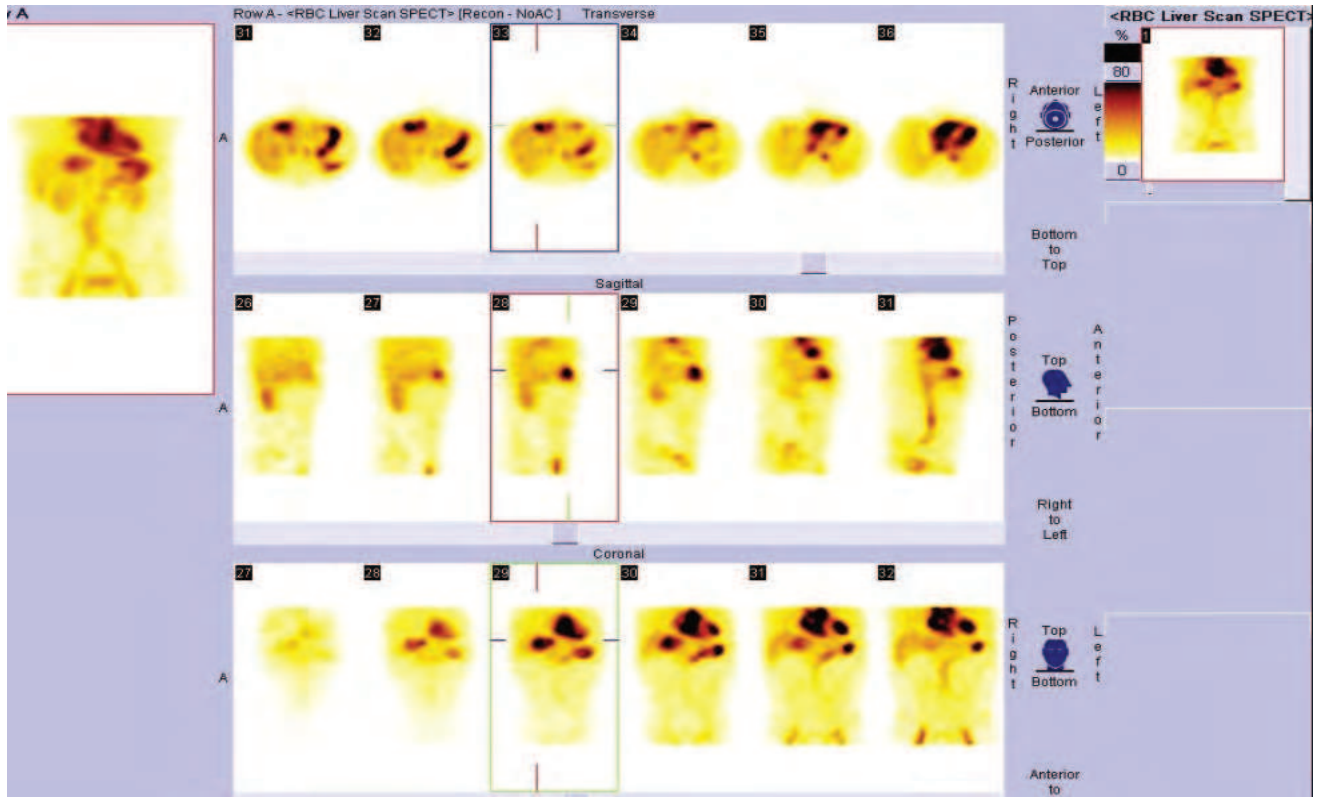 A
Row A - <RBC Liver Scan SPECT> [Recon - NoAC ] Transverse
31 32 33 34 35 36
A
Right
Anterior
Posterior
Left
Bottom
to
Top
Sagittal
26 27 28 29 30 31
A
Posterior
Top
Bottom
Anterior
Right
to
Left
Coronal
27 28 29 30 31 32
A
Right
Top
Bottom
Left
Anterior
to
<RBC Liver Scan SPECT>
%
80
0
1